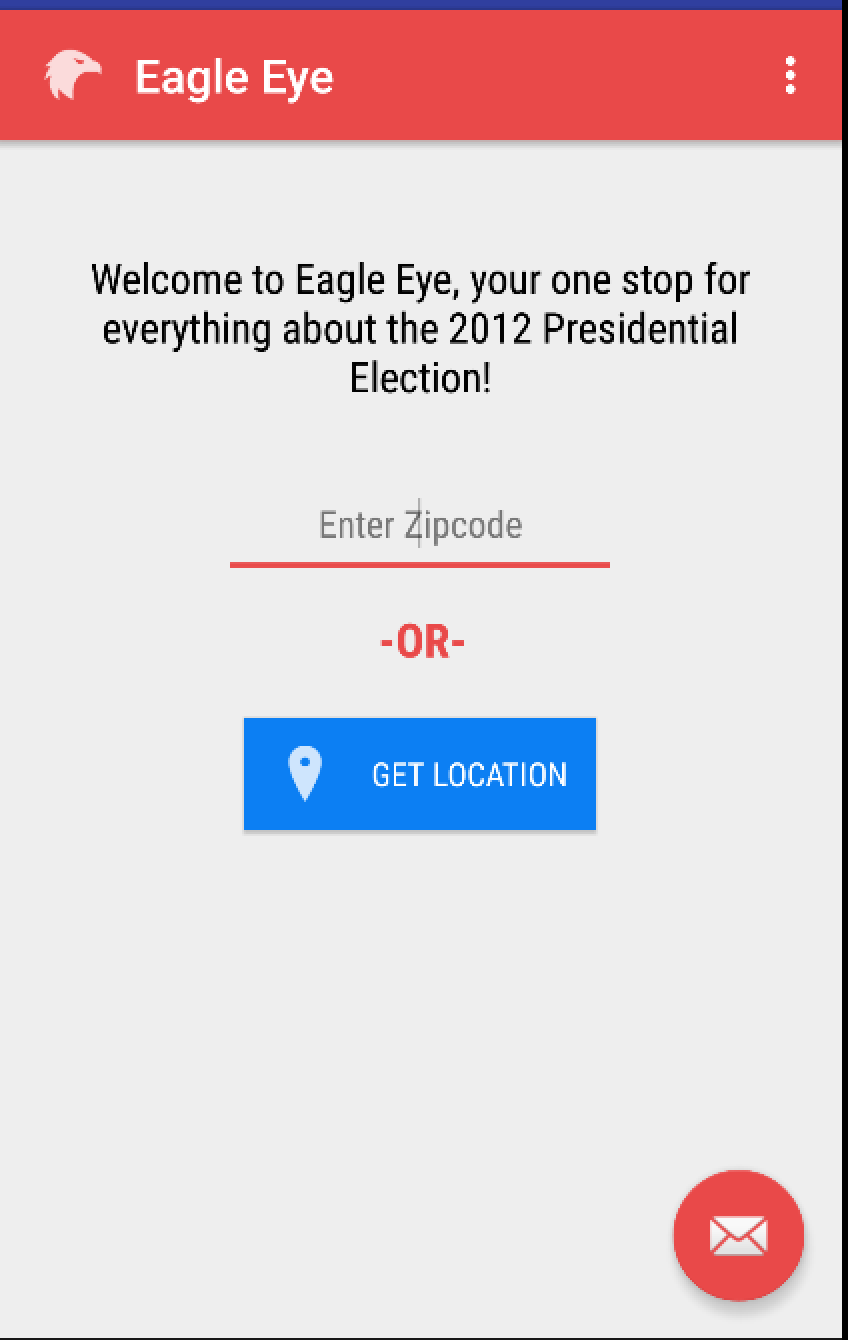 Eagle Eye
Welcome to Eagle Eye, your one stop for
everything about the 2012 Presidential
Election!
Enter Zipcode
-OR-
GET LOCATION